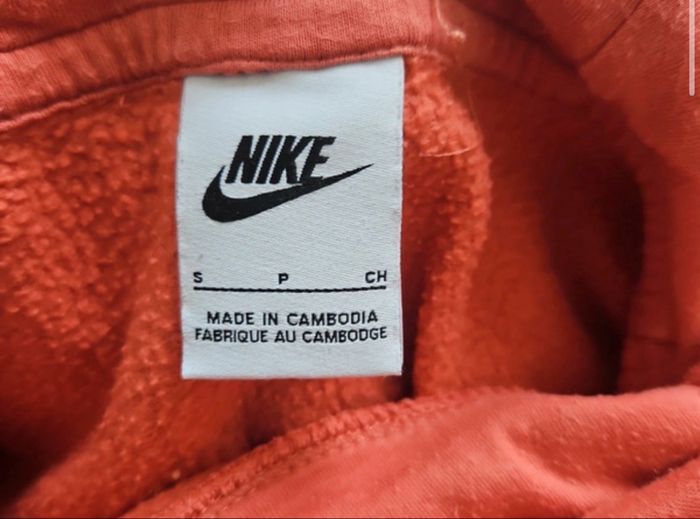 NIKE
S P CH
MADE IN CAMBODIA
FABRIQUE AU CAMBODGE